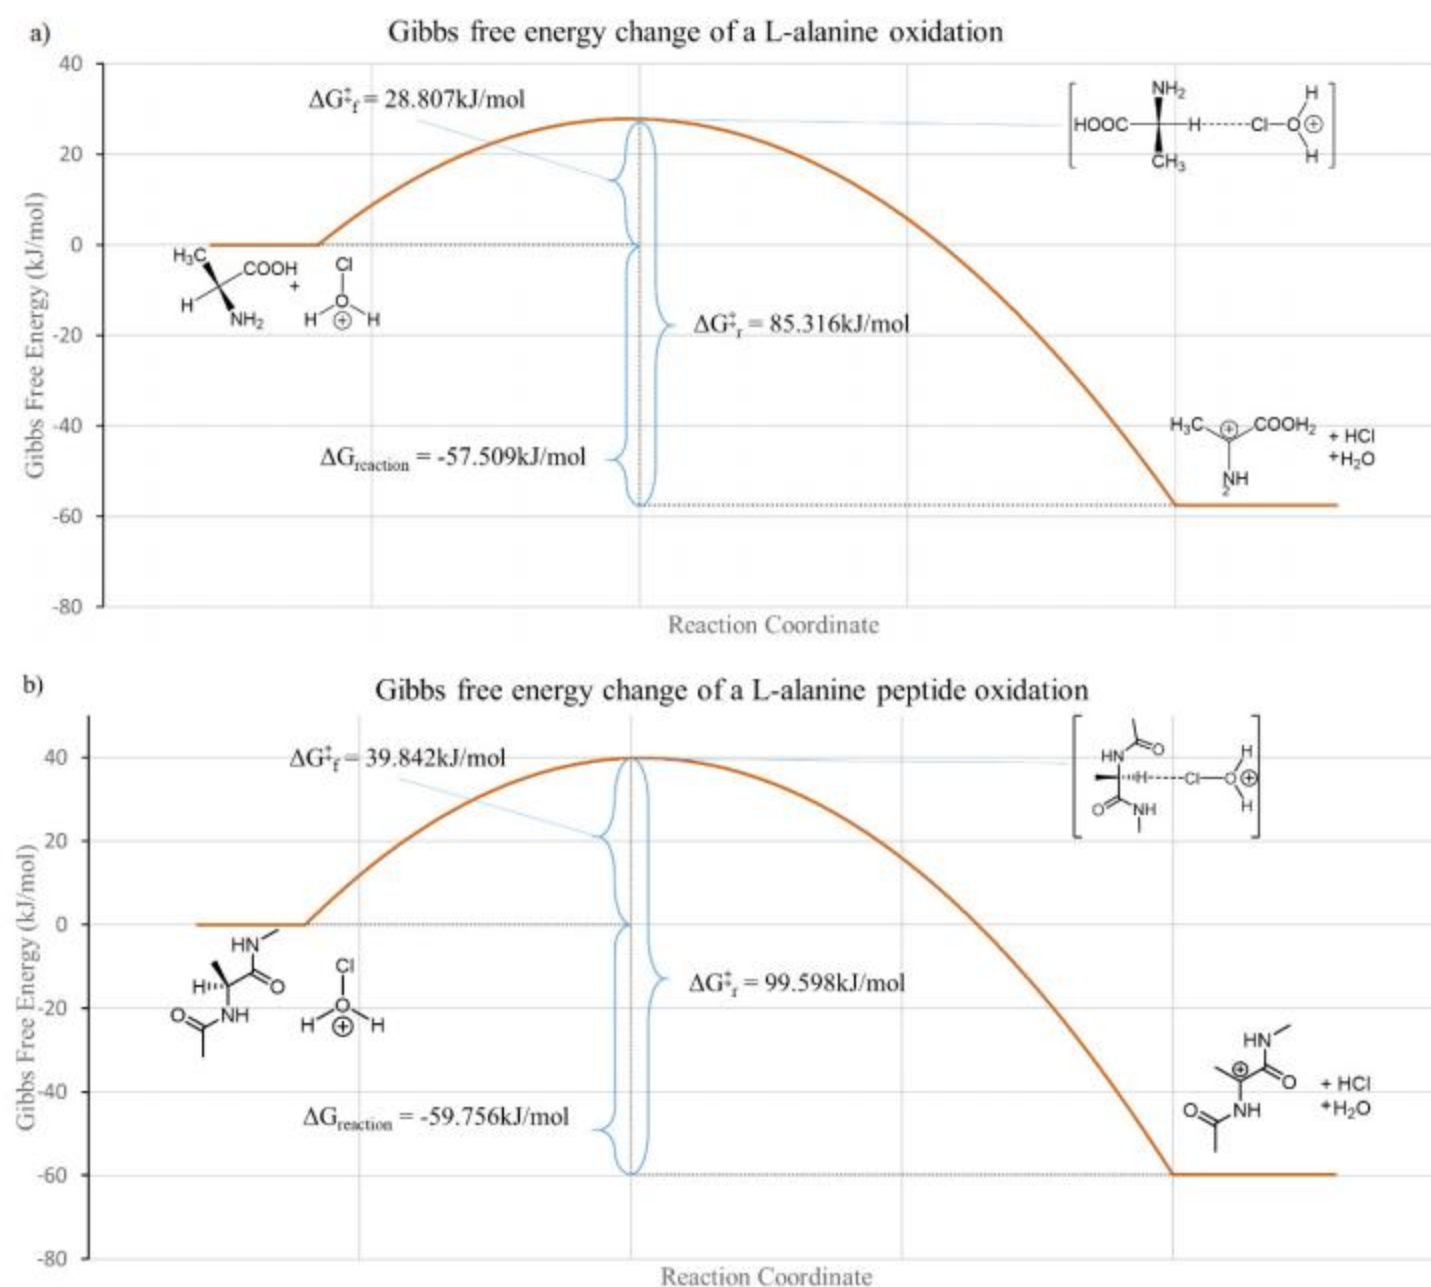 a)
Gibbs free energy change of a L-alanine oxidation
40
20
0
-20
-40
-60
-80
Gibbs Free Energy (kJ/mol)
ΔG‡f = 28.807kJ/mol
NH₂
HOOC
H
Cl
O
⊕
H
H
CH₃
H₃C
COOH
H
NH₂
+
Cl
O
H
⊕
H
ΔG‡r = 85.316kJ/mol
ΔGreaction = -57.509kJ/mol
H₃C
⊕
COOH₂
NH
2
+ HCl
+H₂O
Reaction Coordinate
b)
Gibbs free energy change of a L-alanine peptide oxidation
40
20
0
-20
-40
-60
-80
Gibbs Free Energy (kJ/mol)
ΔG‡f = 39.842kJ/mol
HN
O
H
Cl
O
⊕
H
H
O
NH
HN
H
O
O
NH
Cl
O
H
⊕
H
ΔG‡r = 99.598kJ/mol
ΔGreaction = -59.756kJ/mol
HN
⊕
O
O
NH
+ HCl
+H₂O
Reaction Coordinate